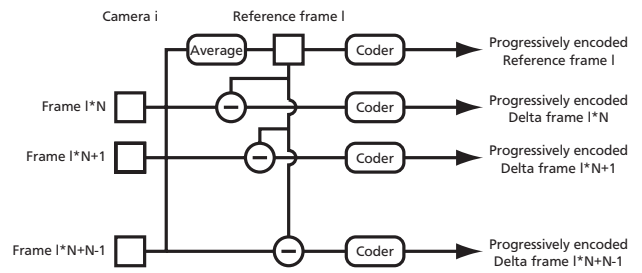 Camera i
Reference frame l
Average
Coder
Progressively encoded
Reference frame l
Frame l*N
Coder
Progressively encoded
Delta frame l*N
Frame l*N+1
Coder
Progressively encoded
Delta frame l*N+1
Frame l*N+N-1
Coder
Progressively encoded
Delta frame l*N+N-1